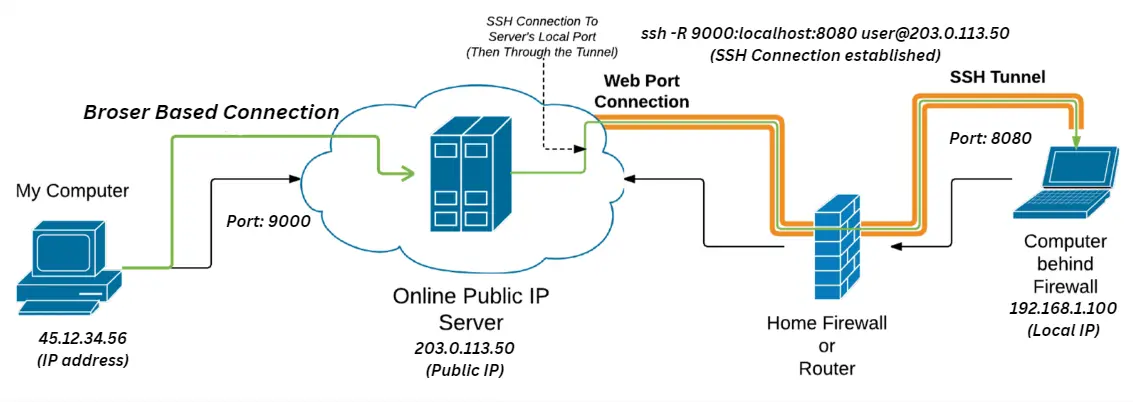 SSH Connection To
Server's Local Port
(Then Through the Tunnel)
ssh -R 9000:localhost:8080 user@203.0.113.50
(SSH Connection established)
Web Port
Connection
SSH Tunnel
Broser Based Connection
Port: 8080
My Computer
Port: 9000
Online Public IP
Server
203.0.113.50
(Public IP)
Computer
behind
Firewall
192.168.1.100
(Local IP)
Home Firewall
or
Router
45.12.34.56
(IP address)